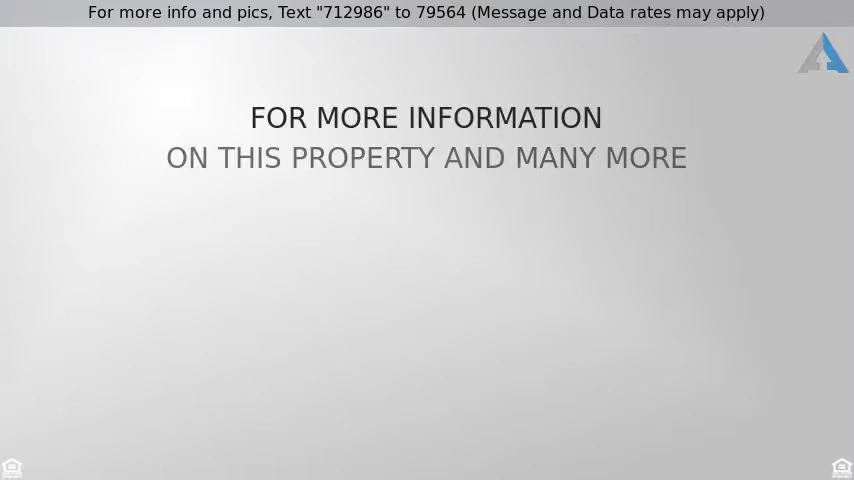 For more info and pics, Text "712986" to 79564 (Message and Data rates may apply)
FOR MORE INFORMATION
ON THIS PROPERTY AND MANY MORE